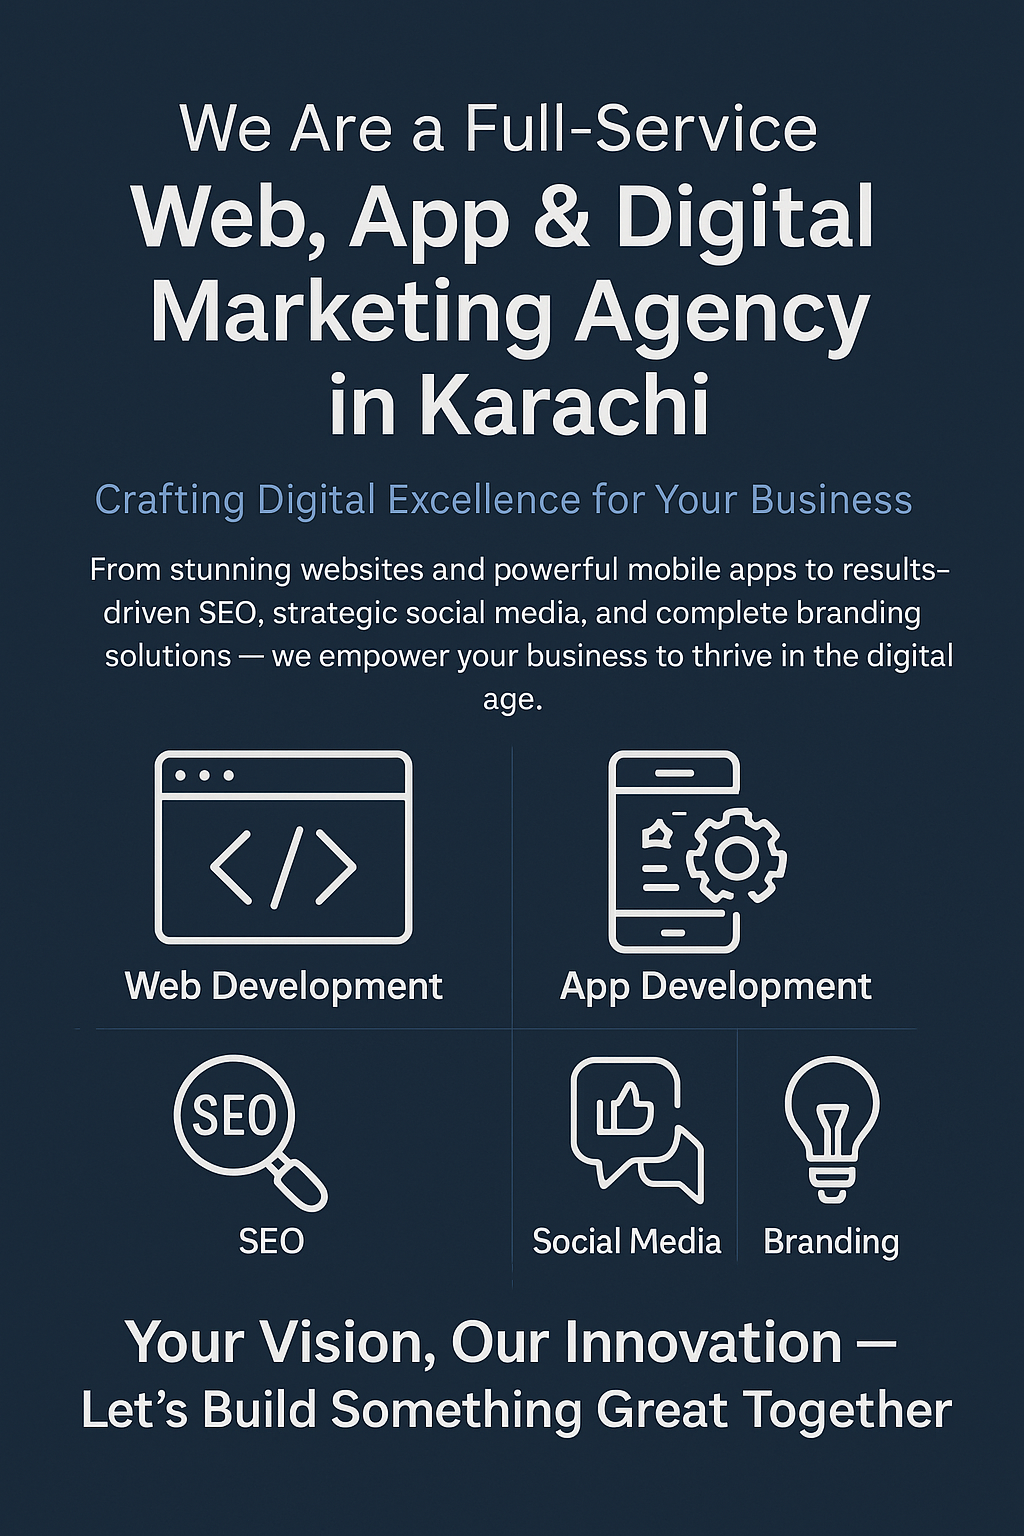 We Are a Full-Service
Web, App & Digital
Marketing Agency
in Karachi
Crafting Digital Excellence for Your Business
From stunning websites and powerful mobile apps to results-
driven SEO, strategic social media, and complete branding
solutions — we empower your business to thrive in the digital
age.
</>
Web Development
App Development
SEO
SEO
Social Media
Branding
Your Vision, Our Innovation —
Let’s Build Something Great Together